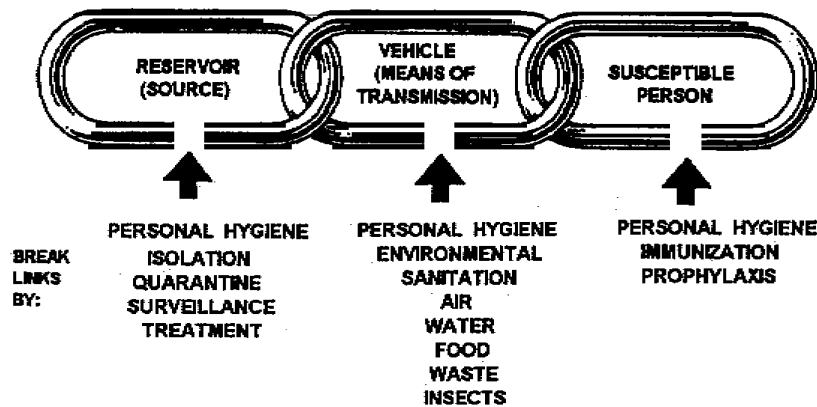 RESERVOIR
(SOURCE)
VEHICLE
(MEANS OF
TRANSMISSION)
SUSCEPTIBLE
PERSON
BREAK
LINKS
BY:
PERSONAL HYGIENE
ISOLATION
QUARANTINE
SURVEILLANCE
TREATMENT
PERSONAL HYGIENE
ENVIRONMENTAL
SANITATION
AIR
WATER
FOOD
WASTE
INSECTS
PERSONAL HYGIENE
IMMUNIZATION
PROPHYLAXIS